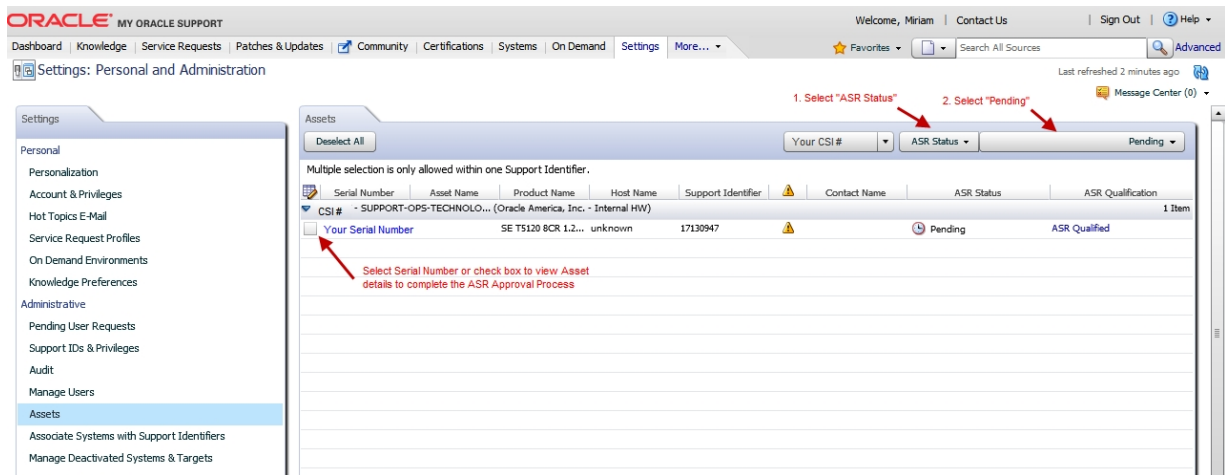 ORACLE MY ORACLE SUPPORT
Welcome, Miriam | Contact Us | Sign Out | ? Help
Dashboard | Knowledge | Service Requests | Patches & Updates | Community | Certifications | Systems | On Demand | Settings | More...
Favorites Search All Sources Advanced
Settings: Personal and Administration
Last refreshed 2 minutes ago
Message Center (0)
1. Select "ASR Status" 2. Select "Pending"
Settings
Personal
Personalization
Account & Privileges
Hot Topics E-Mail
Service Request Profiles
On Demand Environments
Knowledge Preferences
Administrative
Pending User Requests
Support IDs & Privileges
Audit
Manage Users
Assets
Associate Systems with Support Identifiers
Manage Deactivated Systems & Targets
Assets
Deselect All Your CSI # ASR Status Pending
Multiple selection is only allowed within one Support Identifier.
Serial Number Asset Name Product Name Host Name Support Identifier Contact Name ASR Status ASR Qualification
CSI # - SUPPORT-OPS-TECHNOLO... (Oracle America, Inc. - Internal HW) 1 Item
Your Serial Number SE T5120 8CR 1.2... unknown 17130947 Pending ASR Qualified
Select Serial Number or check box to view Asset
details to complete the ASR Approval Process